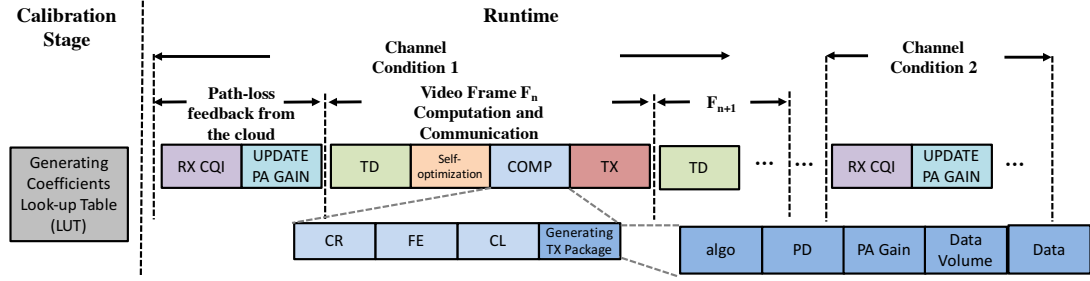 Calibration
Stage
Runtime
Channel
Condition 1
Channel
Condition 2
Path-loss
feedback from
the cloud
Video Frame Fn
Computation and
Communication
Fn+1
Generating
Coefficients
Look-up Table
(LUT)
RX CQI
UPDATE
PA GAIN
TD
Self-
optimization
COMP
TX
TD
...
...
RX CQI
UPDATE
PA GAIN
...
CR
FE
CL
Generating
TX Package
algo
PD
PA Gain
Data
Volume
Data